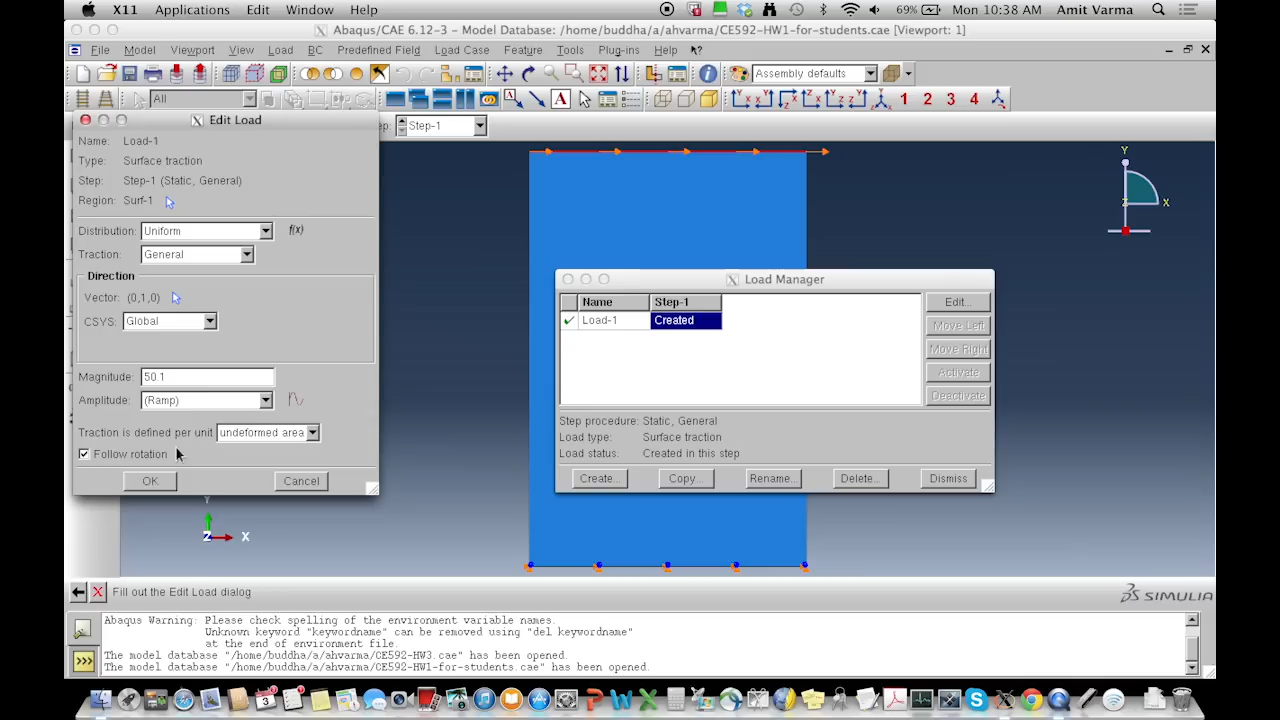 X11 Applications Edit Window Help
69% Mon 10:38 AM Amit Varma
Abaqus/CAE 6.12-3 - Model Database: /home/buddha/a/ahvarma/CE592-HW1-for-students.cae [Viewport: 1]
File Model Viewport View Load BC Predefined Field Load Case Feature Tools Plug-ins Help
Assembly defaults
All
1 2 3 4
Edit Load
Step-1
Name: Load-1
Type: Surface traction
Step: Step-1 (Static, General)
Region: Surf-1
Distribution: Uniform f(x)
Traction: General
Direction
Vector: (0,1,0)
CSYS: Global
Magnitude: 50.1
Amplitude: (Ramp)
Traction is defined per unit undeformed area
Follow rotation
OK Cancel
Load Manager
Name Step-1
Load-1 Created
Edit...
Move Left
Move Right
Activate
Deactivate
Step procedure: Static, General
Load type: Surface traction
Load status: Created in this step
Create... Copy... Rename... Delete... Dismiss
Y
Z
X
Y
Z
X
Fill out the Edit Load dialog
SIMULIA
Abaqus Warning: Please check spelling of the environment variable names.
Unknown keyword "keywordname" can be removed using "del keywordname"
at the end of environment file.
The model database "/home/buddha/a/ahvarma/CE592-HW3.cae" has been opened.
The model database "/home/buddha/a/ahvarma/CE592-HW1-for-students.cae" has been opened.